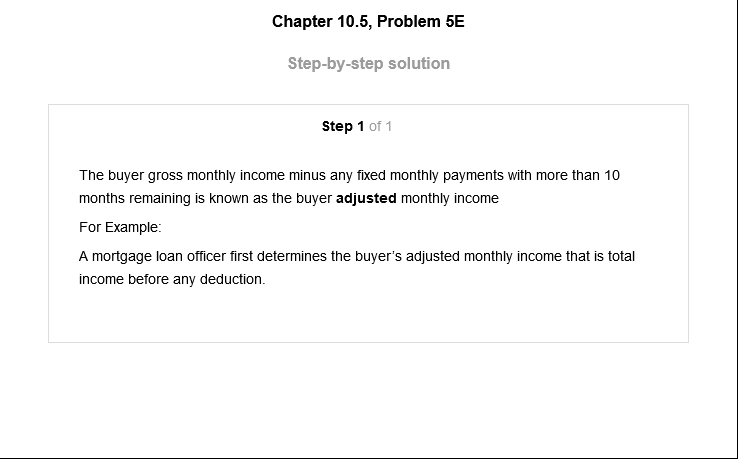 Chapter 10.5, Problem 5E
Step-by-step solution
Step 1 of 1
The buyer gross monthly income minus any fixed monthly payments with more than 10
months remaining is known as the buyer adjusted monthly income
For Example:
A mortgage loan officer first determines the buyer’s adjusted monthly income that is total
income before any deduction.